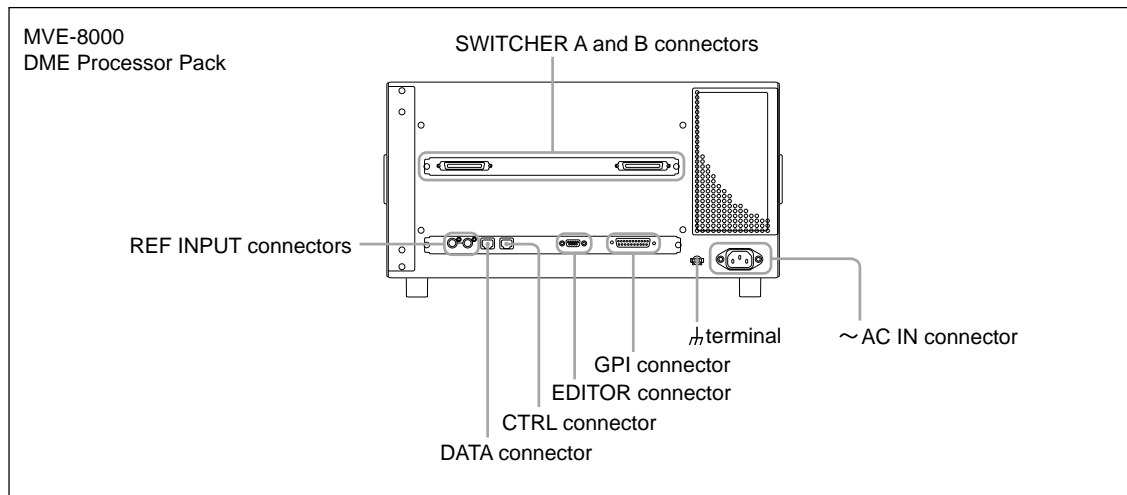 MVE-8000
DME Processor Pack
SWITCHER A and B connectors
REF INPUT connectors
terminal
～AC IN connector
GPI connector
EDITOR connector
CTRL connector
DATA connector